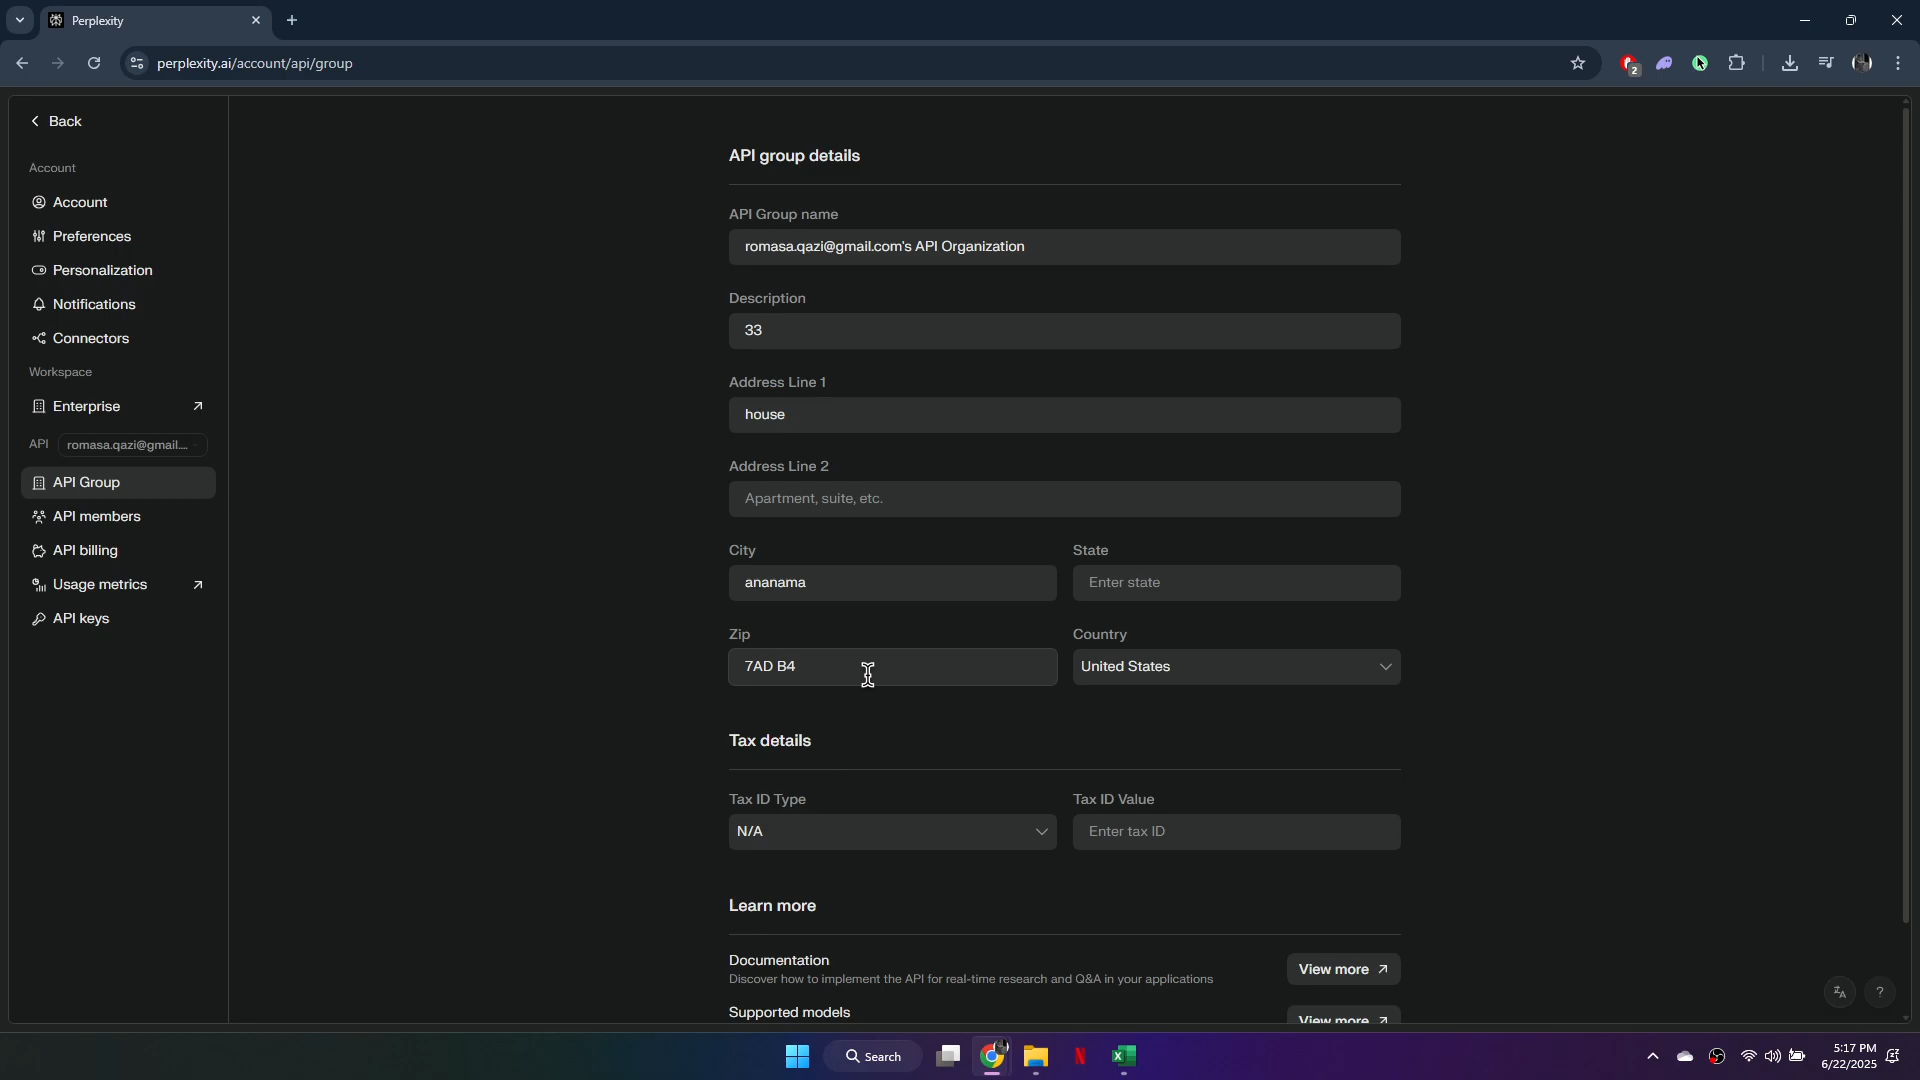 Perplexity
perplexity.ai/account/api/group
2
Back
Account
Account
Preferences
Personalization
Notifications
Connectors
Workspace
Enterprise
API romasa.qazi@gmail....
API Group
API members
API billing
Usage metrics
API keys
API group details
API Group name
romasa.qazi@gmail.com's API Organization
Description
33
Address Line 1
house
Address Line 2
Apartment, suite, etc.
City State
ananama Enter state
Zip Country
7AD B4 United States
Tax details
Tax ID Type Tax ID Value
N/A Enter tax ID
Learn more
Documentation
Discover how to implement the API for real-time research and Q&A in your applications
View more
Supported models
View more
?
Search
5:17 PM
6/22/2025